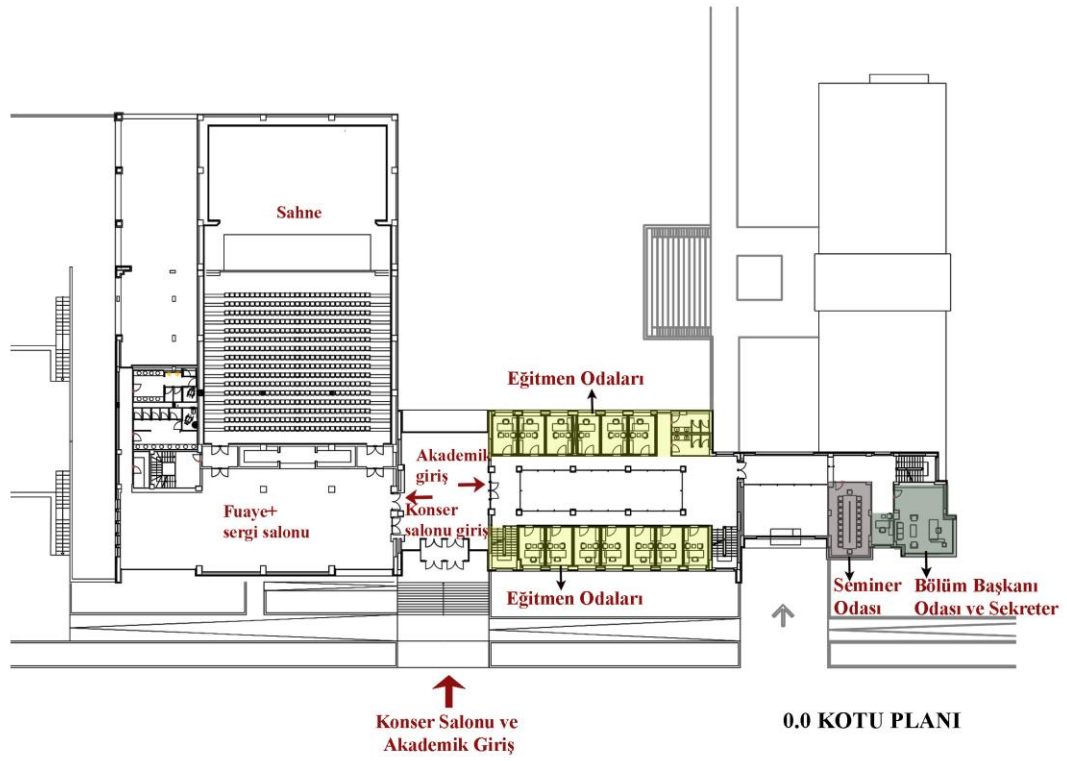 Sahne
Eğitmen Odaları
Akademik
giriş
Konser
salonu giriş
Fuaye+
sergi salonu
Eğitmen Odaları
Seminer
Odası
Bölüm Başkanı
Odası ve Sekreter
Konser Salonu ve
Akademik Giriş
0.0 KOTU PLANI